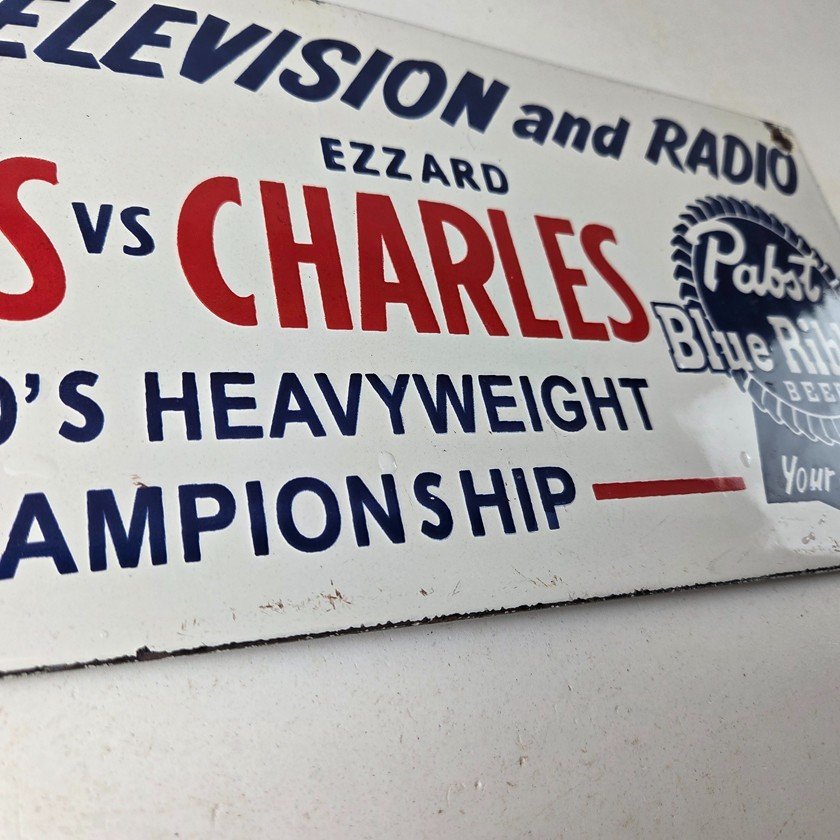 ELEVISION and RADIO
EZZARD
S VS CHARLES
'S HEAVYWEIGHT
AMPIONSHIP
Pabst
Blue Rib
BEE
Your